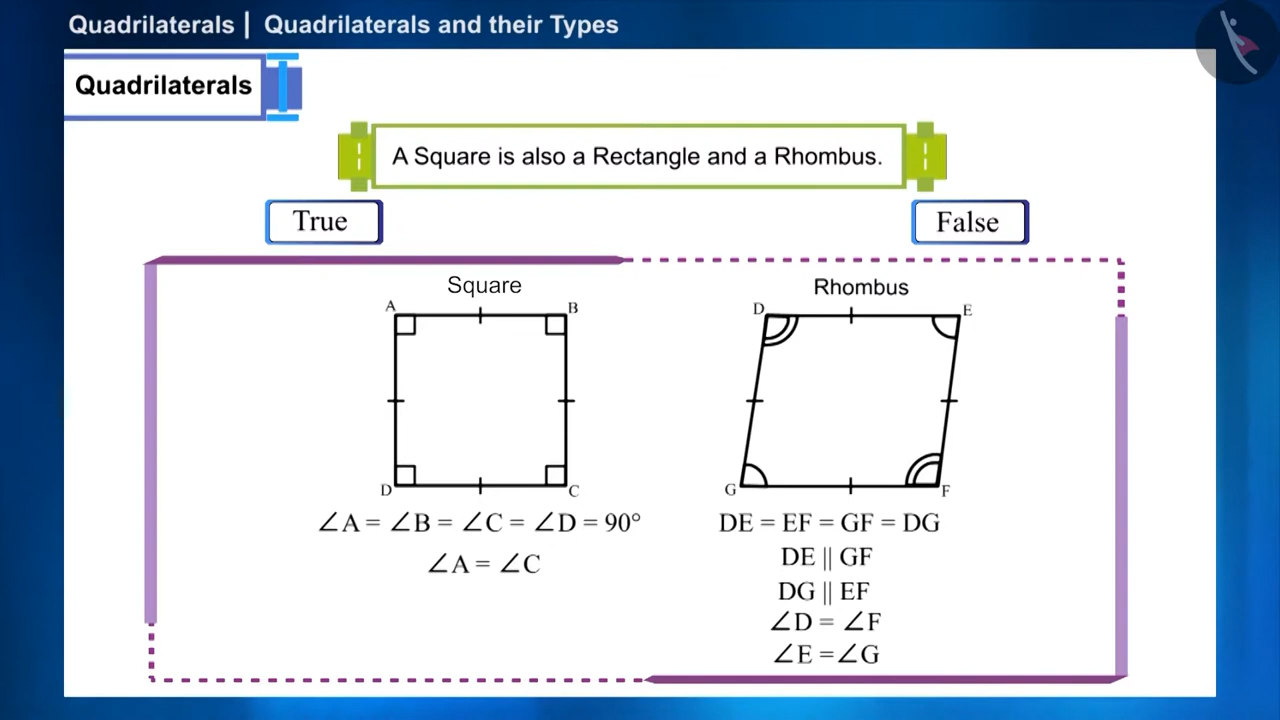 Quadrilaterals | Quadrilaterals and their Types
Quadrilaterals
A Square is also a Rectangle and a Rhombus.
True
False
Square
A
B
D
C
∠A = ∠B = ∠C = ∠D = 90°
∠A = ∠C
Rhombus
D
E
G
F
DE = EF = GF = DG
DE || GF
DG || EF
∠D = ∠F
∠E =∠G